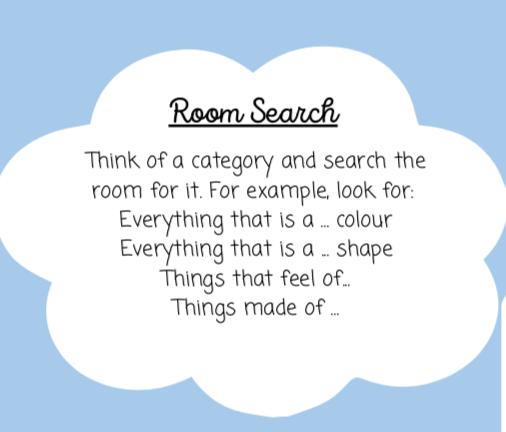 Room Search
Think of a category and search the
room for it. For example, look for:
Everything that is a ... colour
Everything that is a ... shape
Things that feel of...
Things made of ...